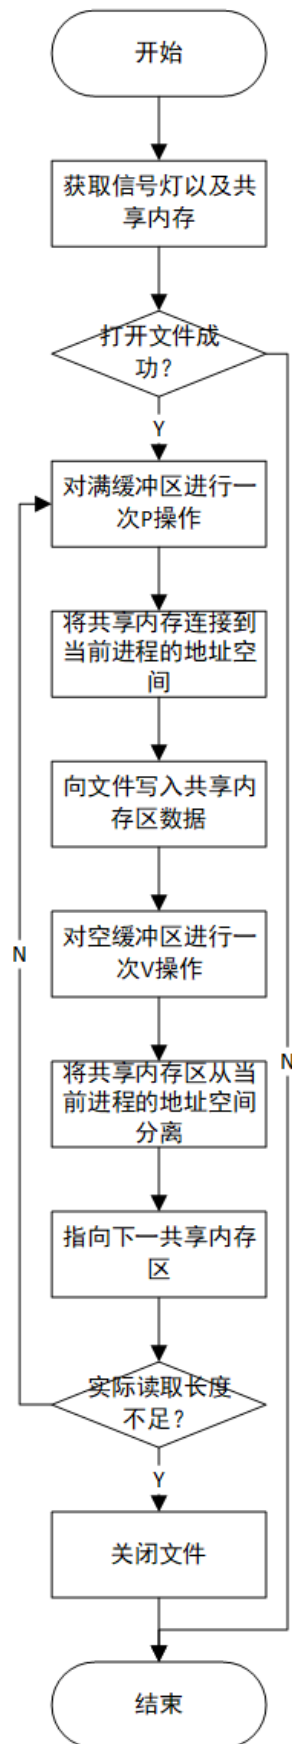 开始
获取信号灯以及共
享内存
打开文件成
功?
Y
对满缓冲区进行一
次P操作
将共享内存连接到
当前进程的地址空
间
向文件写入共享内
存区数据
对空缓冲区进行一
次V操作
N
N
将共享内存区从当
前进程的地址空间
分离
指向下一共享内存
区
实际读取长度
不足?
Y
关闭文件
结束